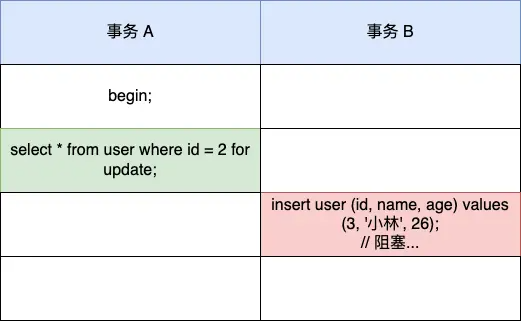 事务 A
事务 B
begin;
select * from user where id = 2 for
update;
insert user (id, name, age) values
(3, '小林', 26);
// 阻塞...